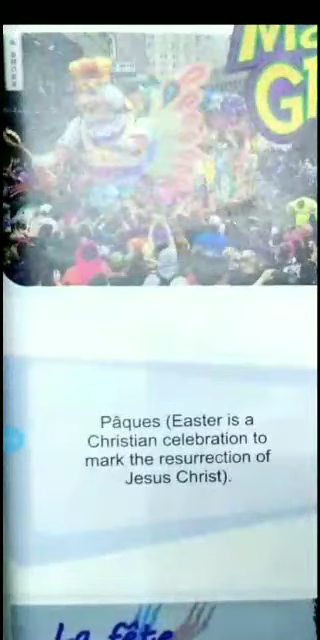 Pâques (Easter is a
Christian celebration to
mark the resurrection of
Jesus Christ).
La fête